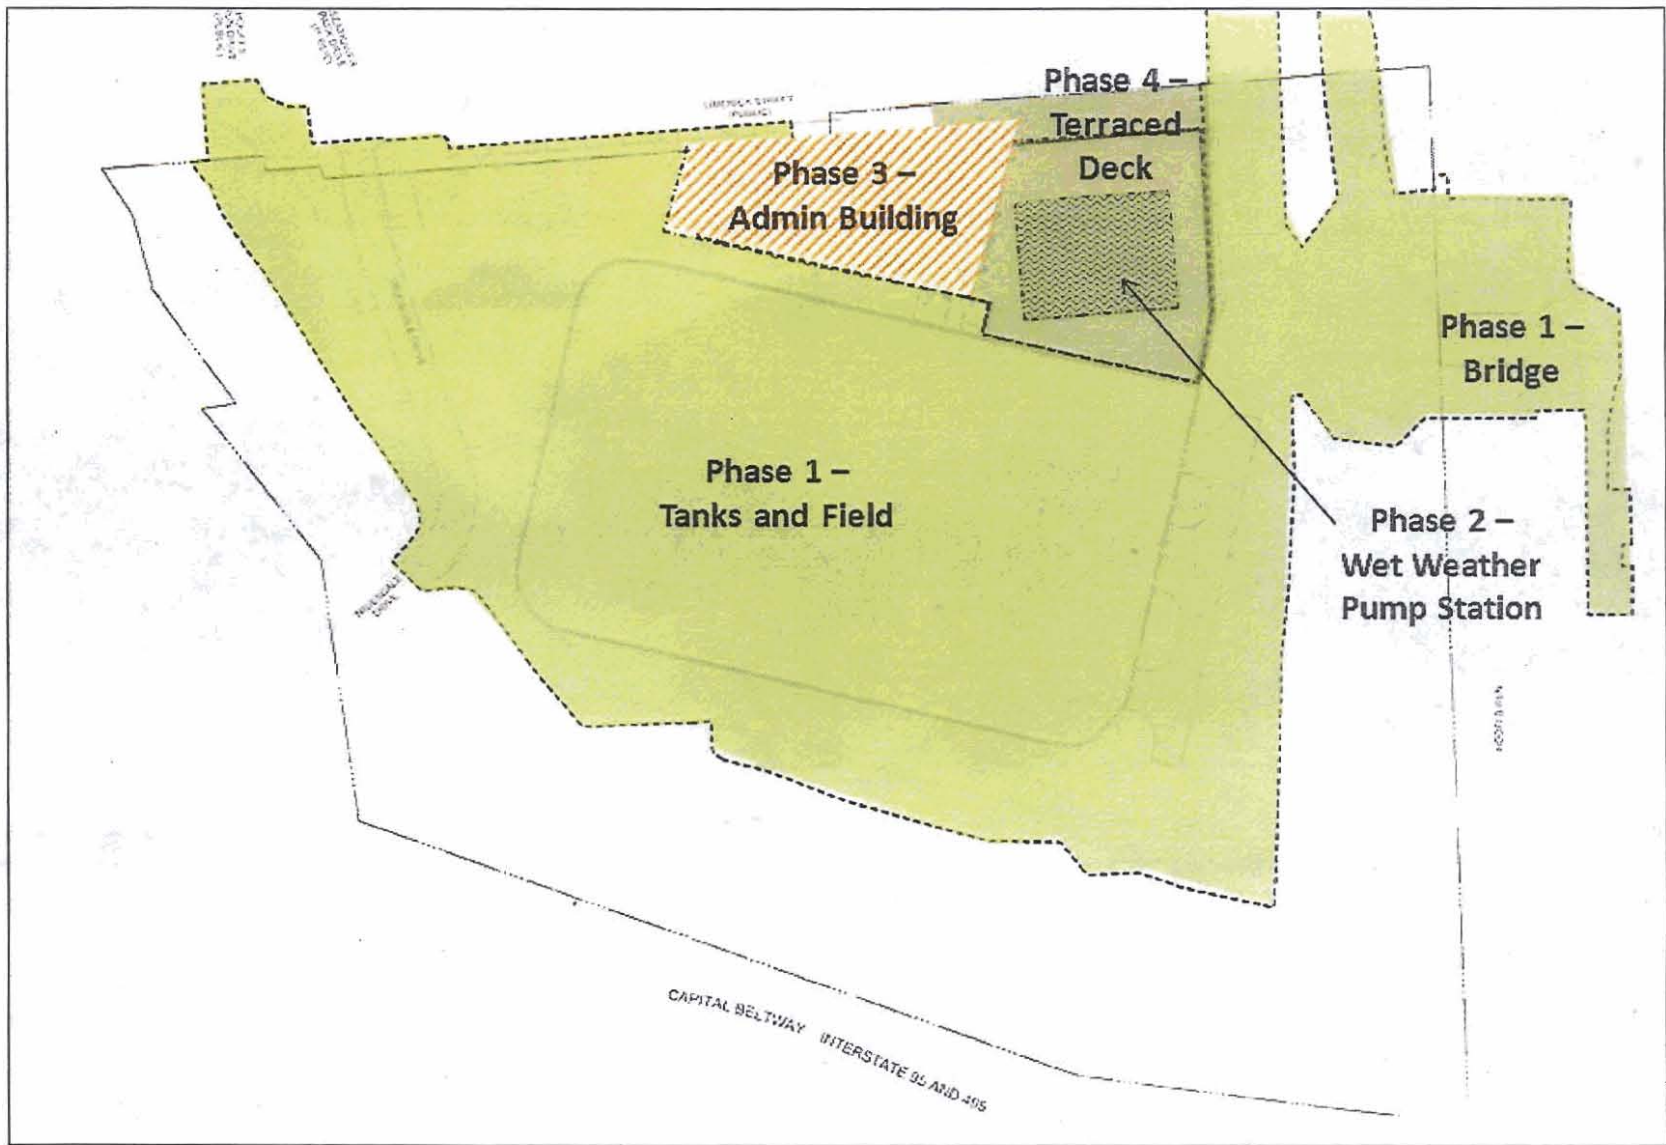 Phase 4 –
Terraced
Deck
Phase 3 –
Admin Building
Phase 1 –
Bridge
Phase 1 –
Tanks and Field
Phase 2 –
Wet Weather
Pump Station
CAPITAL BELTWAY INTERSTATE 95 AND 495